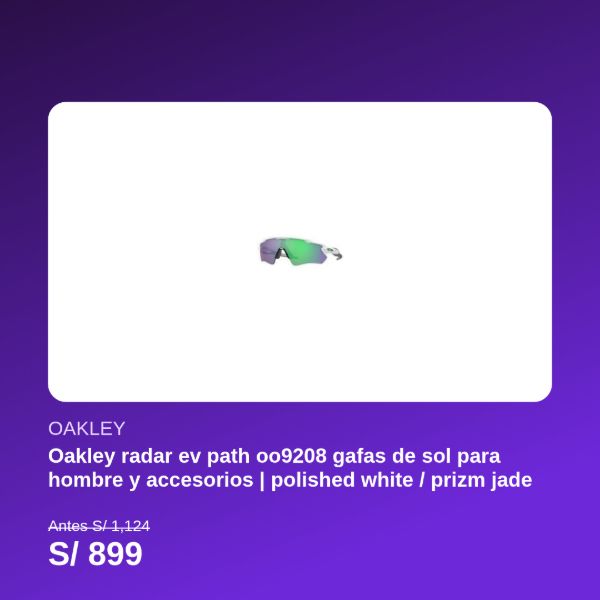 OAKLEY
Oakley radar ev path oo9208 gafas de sol para
hombre y accesorios | polished white / prizm jade
Antes S/ 1,124
S/ 899